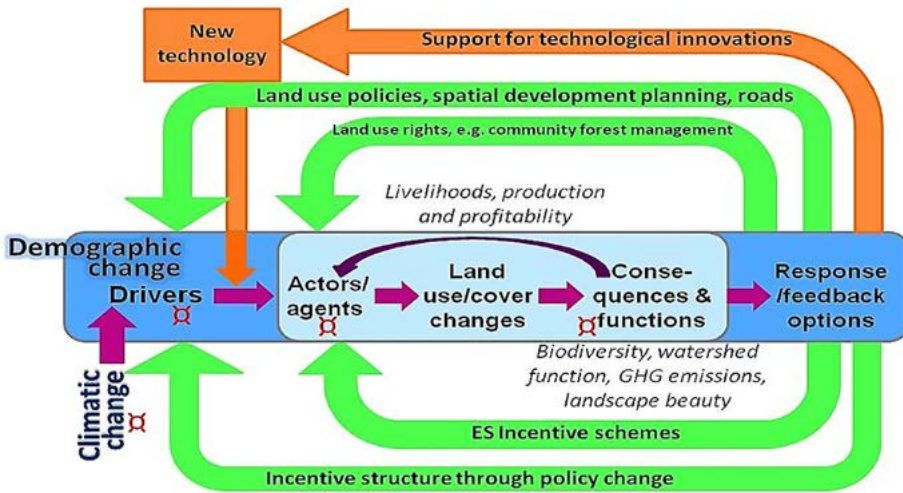 New
technology
Support for technological innovations
Land use policies, spatial development planning, roads
Land use rights, e.g. community forest management
Livelihoods, production
and profitability
Demographic
change
Drivers
Actors/
agents
Land
use/cover
changes
Conse-
quences &
functions
Response
/feedback
options
Climatic
change
Biodiversity, watershed
function, GHG emissions,
landscape beauty
ES Incentive schemes
Incentive structure through policy change